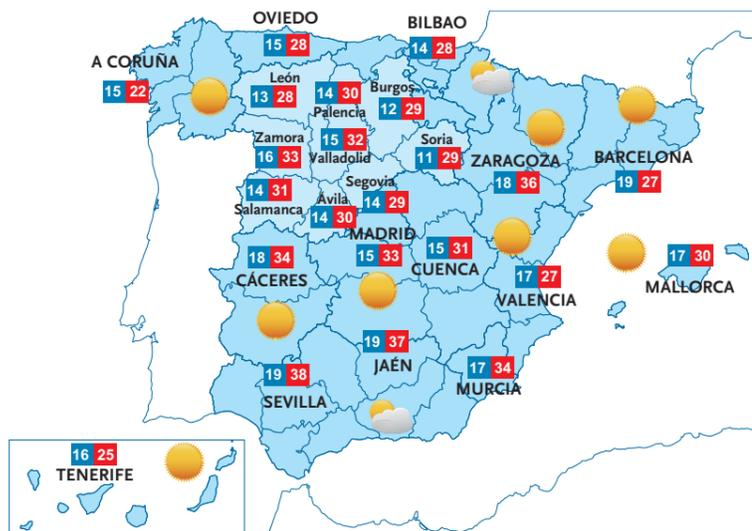 OVIEDO
15 28
BILBAO
14 28
A CORUÑA
15 22
León
13 28
14 30
Palencia
Burgos
12 29
Zamora
16 33
15 32
Valladolid
Soria
11 29
ZARAGOZA
18 36
BARCELONA
19 27
14 31
Salamanca
Ávila
14 30
Segovia
14 29
MADRID
15 33
15 31
CUENCA
18 34
CÁCERES
17 27
VALENCIA
17 30
MALLORCA
19 37
JAÉN
17 34
MURCIA
19 38
SEVILLA
16 25
TENERIFE